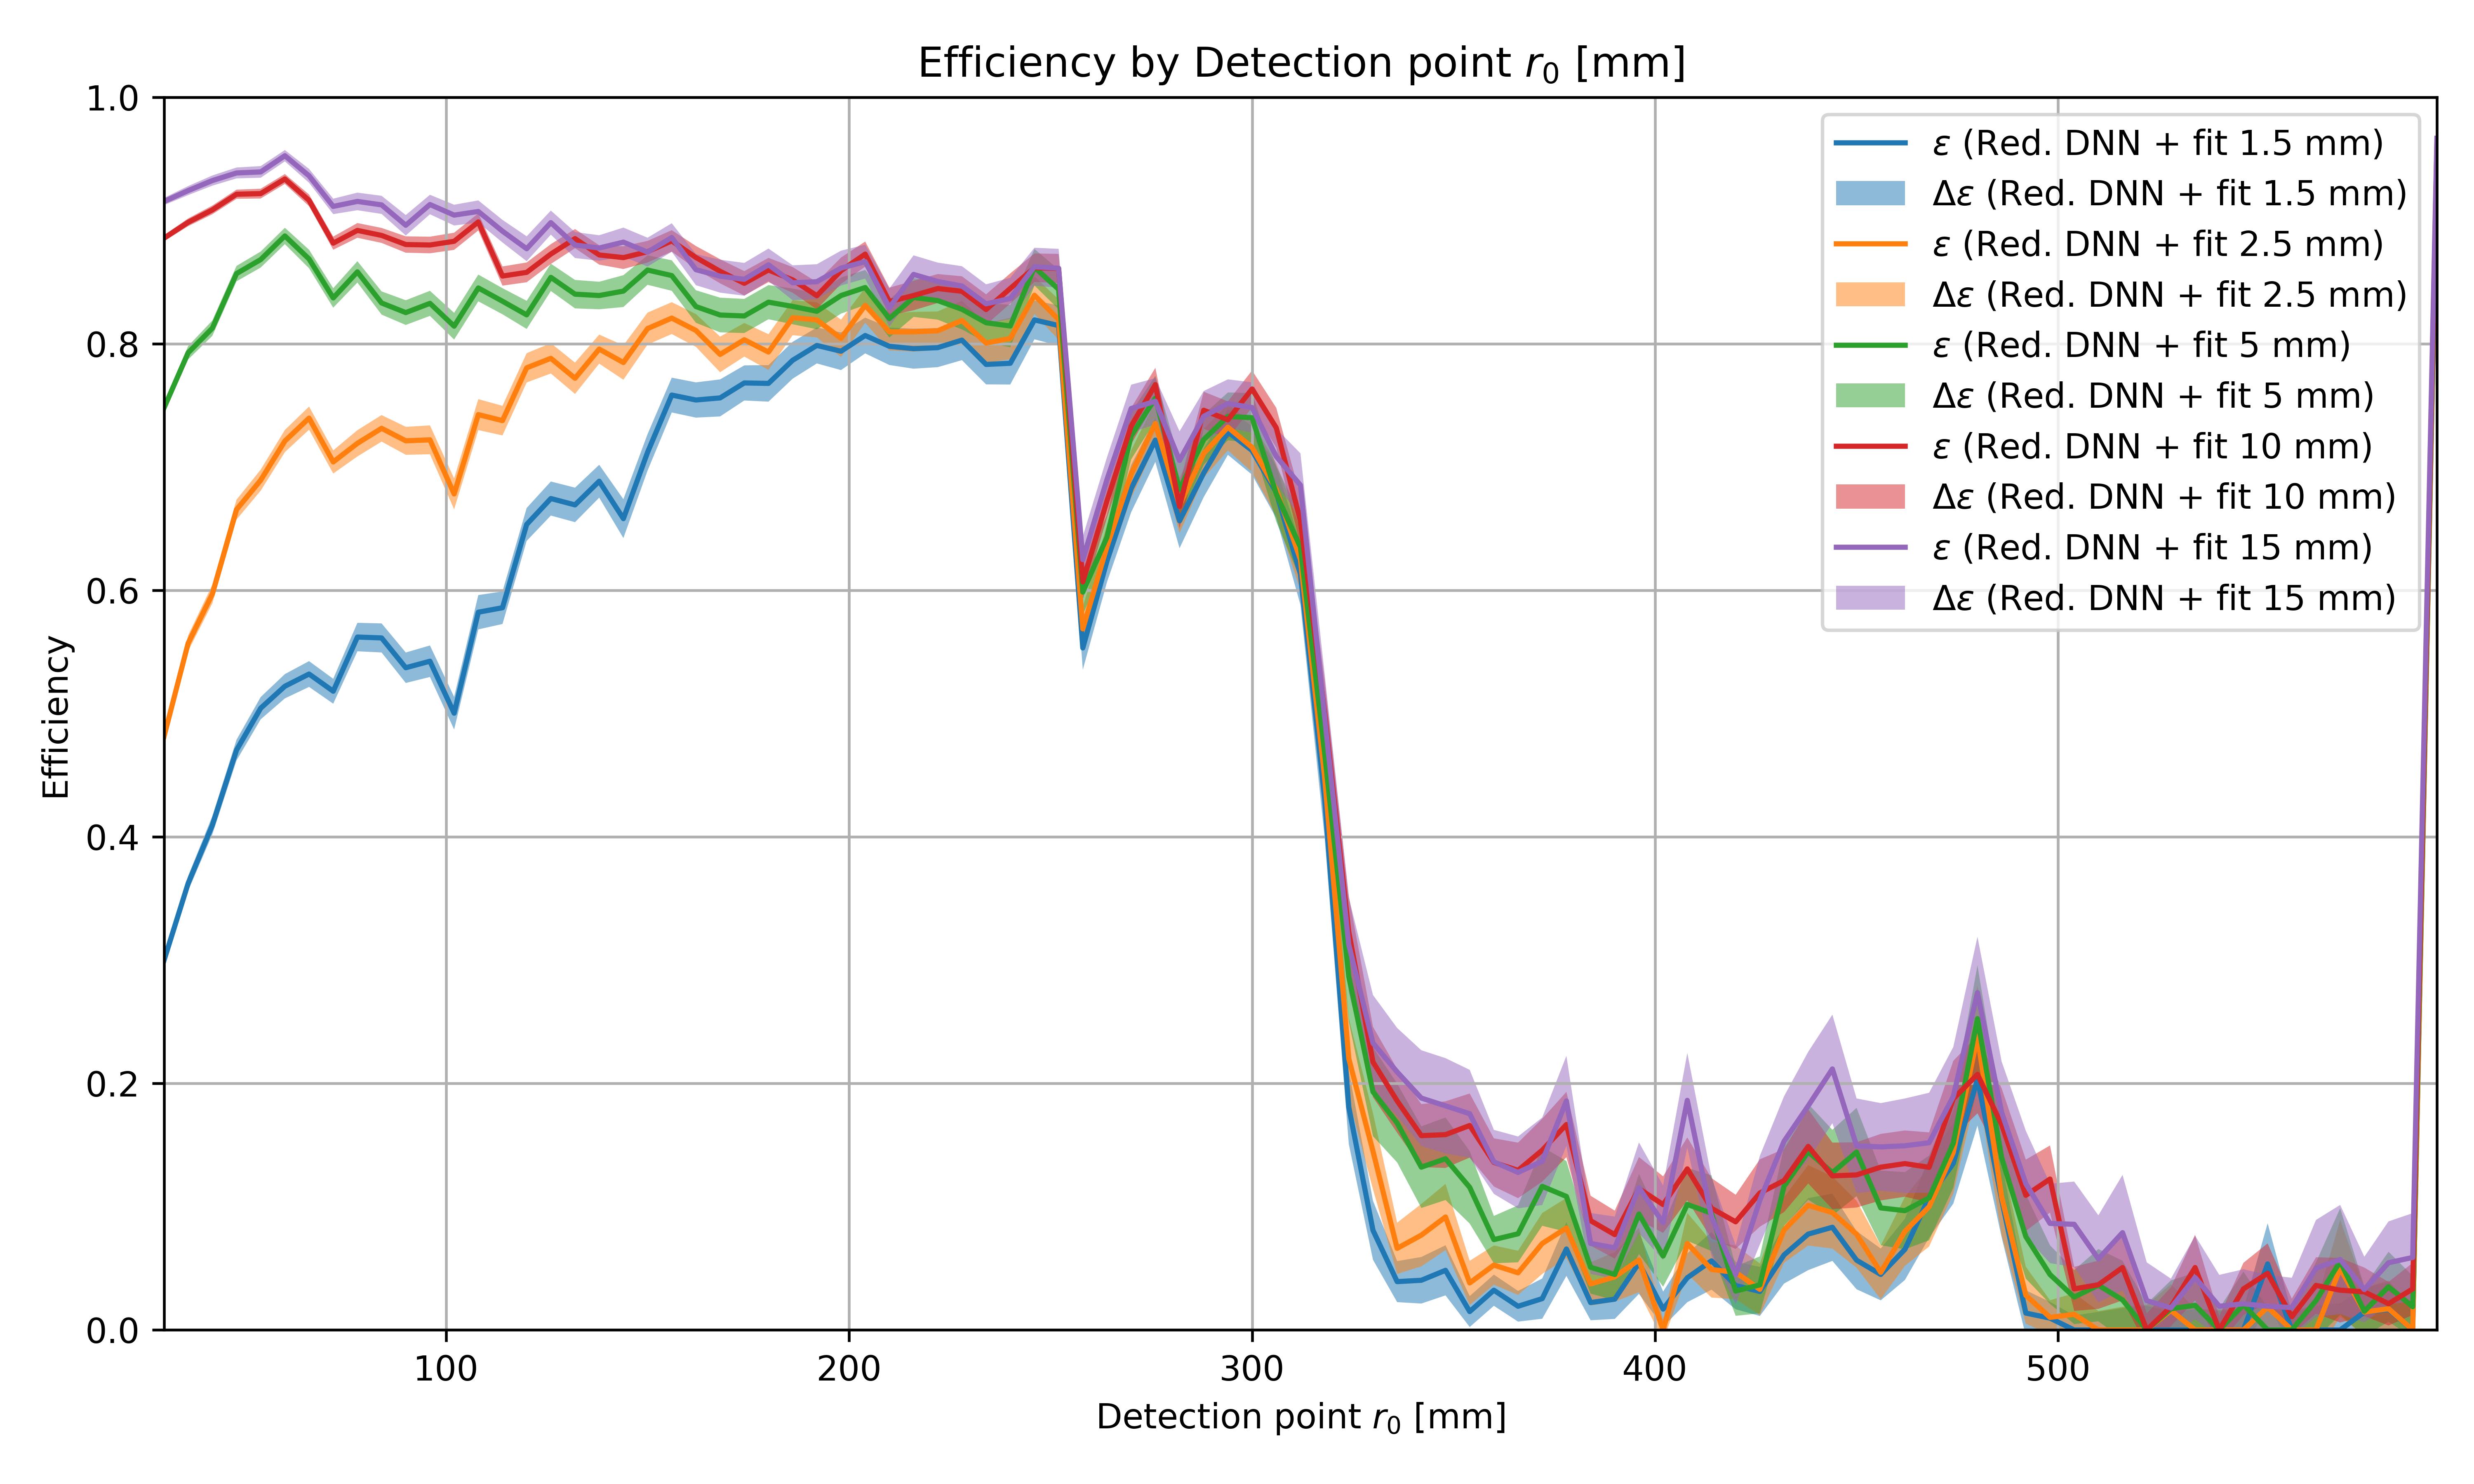 Efficiency by Detection point r₀ [mm]
1.0
0.8
0.6
0.4
0.2
0.0
Efficiency
ε (Red. DNN + fit 1.5 mm)
Δε (Red. DNN + fit 1.5 mm)
ε (Red. DNN + fit 2.5 mm)
Δε (Red. DNN + fit 2.5 mm)
ε (Red. DNN + fit 5 mm)
Δε (Red. DNN + fit 5 mm)
ε (Red. DNN + fit 10 mm)
Δε (Red. DNN + fit 10 mm)
ε (Red. DNN + fit 15 mm)
Δε (Red. DNN + fit 15 mm)
100 200 300 400 500
Detection point r₀ [mm]